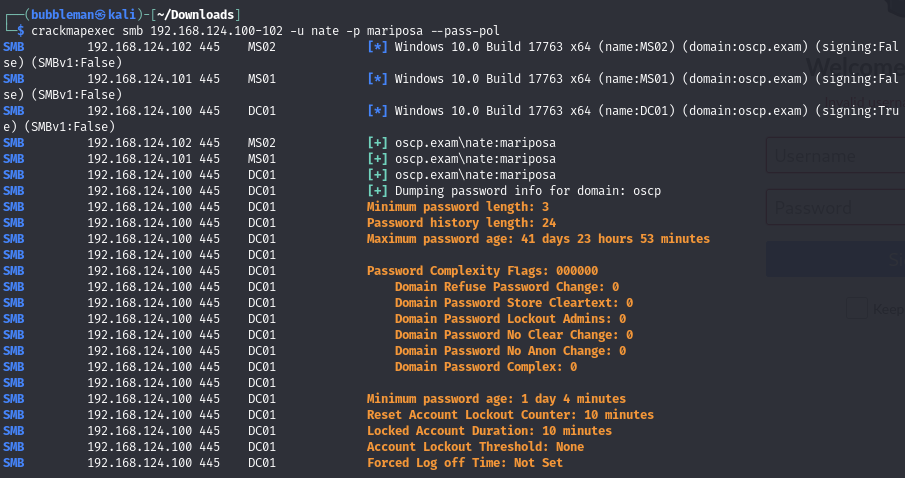 ┌──(bubbleman㉿kali)-[~/Downloads]
└─$ crackmapexec smb 192.168.124.100-102 -u nate -p mariposa --pass-pol
SMB 192.168.124.102 445 MS02 [*] Windows 10.0 Build 17763 x64 (name:MS02) (domain:oscp.exam) (signing:Fal
se) (SMBv1:False)
SMB 192.168.124.101 445 MS01 [*] Windows 10.0 Build 17763 x64 (name:MS01) (domain:oscp.exam) (signing:Fal
se) (SMBv1:False)
SMB 192.168.124.100 445 DC01 [*] Windows 10.0 Build 17763 x64 (name:DC01) (domain:oscp.exam) (signing:Tru
e) (SMBv1:False)
SMB 192.168.124.102 445 MS02 [+] oscp.exam\nate:mariposa
SMB 192.168.124.101 445 MS01 [+] oscp.exam\nate:mariposa
SMB 192.168.124.100 445 DC01 [+] oscp.exam\nate:mariposa
SMB 192.168.124.100 445 DC01 [+] Dumping password info for domain: oscp
SMB 192.168.124.100 445 DC01 Minimum password length: 3
SMB 192.168.124.100 445 DC01 Password history length: 24
SMB 192.168.124.100 445 DC01 Maximum password age: 41 days 23 hours 53 minutes
SMB 192.168.124.100 445 DC01
SMB 192.168.124.100 445 DC01 Password Complexity Flags: 000000
SMB 192.168.124.100 445 DC01 Domain Refuse Password Change: 0
SMB 192.168.124.100 445 DC01 Domain Password Store Cleartext: 0
SMB 192.168.124.100 445 DC01 Domain Password Lockout Admins: 0
SMB 192.168.124.100 445 DC01 Domain Password No Clear Change: 0
SMB 192.168.124.100 445 DC01 Domain Password No Anon Change: 0
SMB 192.168.124.100 445 DC01 Domain Password Complex: 0
SMB 192.168.124.100 445 DC01
SMB 192.168.124.100 445 DC01 Minimum password age: 1 day 4 minutes
SMB 192.168.124.100 445 DC01 Reset Account Lockout Counter: 10 minutes
SMB 192.168.124.100 445 DC01 Locked Account Duration: 10 minutes
SMB 192.168.124.100 445 DC01 Account Lockout Threshold: None
SMB 192.168.124.100 445 DC01 Forced Log off Time: Not Set
Welcome
Username
Password
Keep